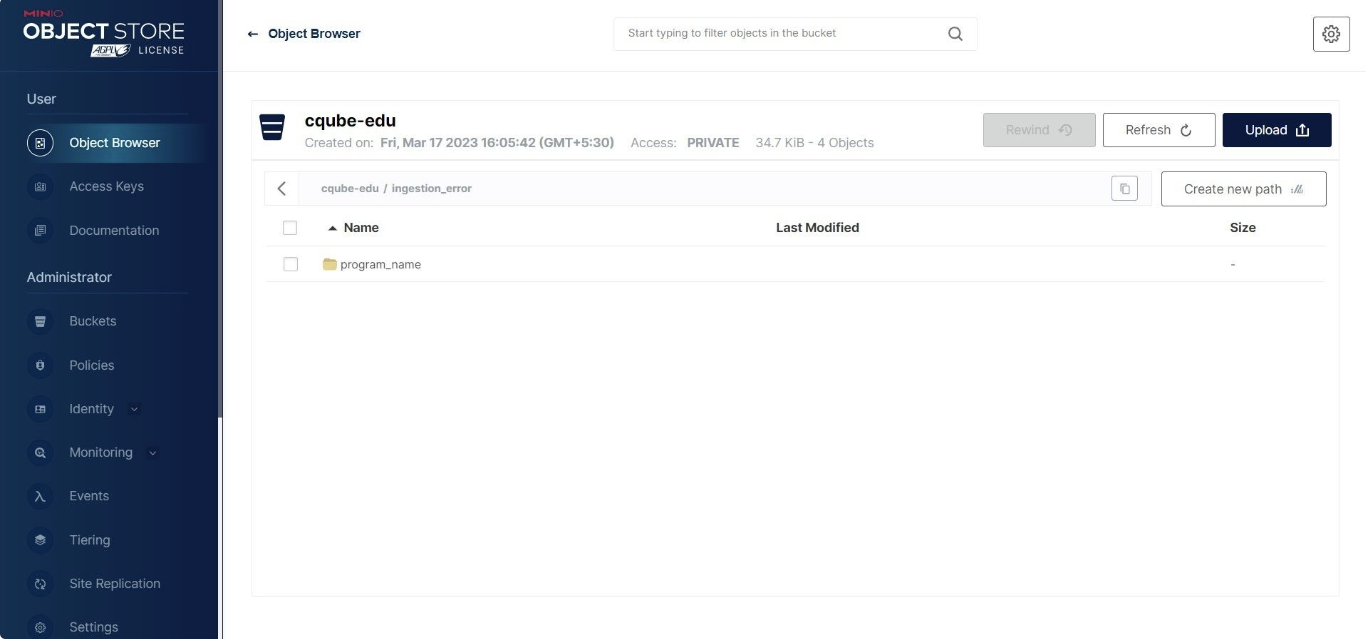 MINIO
OBJECT STORE
AGPLv3 LICENSE
User
Object Browser
Access Keys
Documentation
Administrator
Buckets
Policies
Identity
Monitoring
Events
Tiering
Site Replication
Settings
← Object Browser
Start typing to filter objects in the bucket
cqube-edu
Created on: Fri, Mar 17 2023 16:05:42 (GMT+5:30) Access: PRIVATE 34.7 KiB - 4 Objects
Rewind
Refresh
Upload
cqube-edu / ingestion_error
Create new path
Name Last Modified Size
program_name -